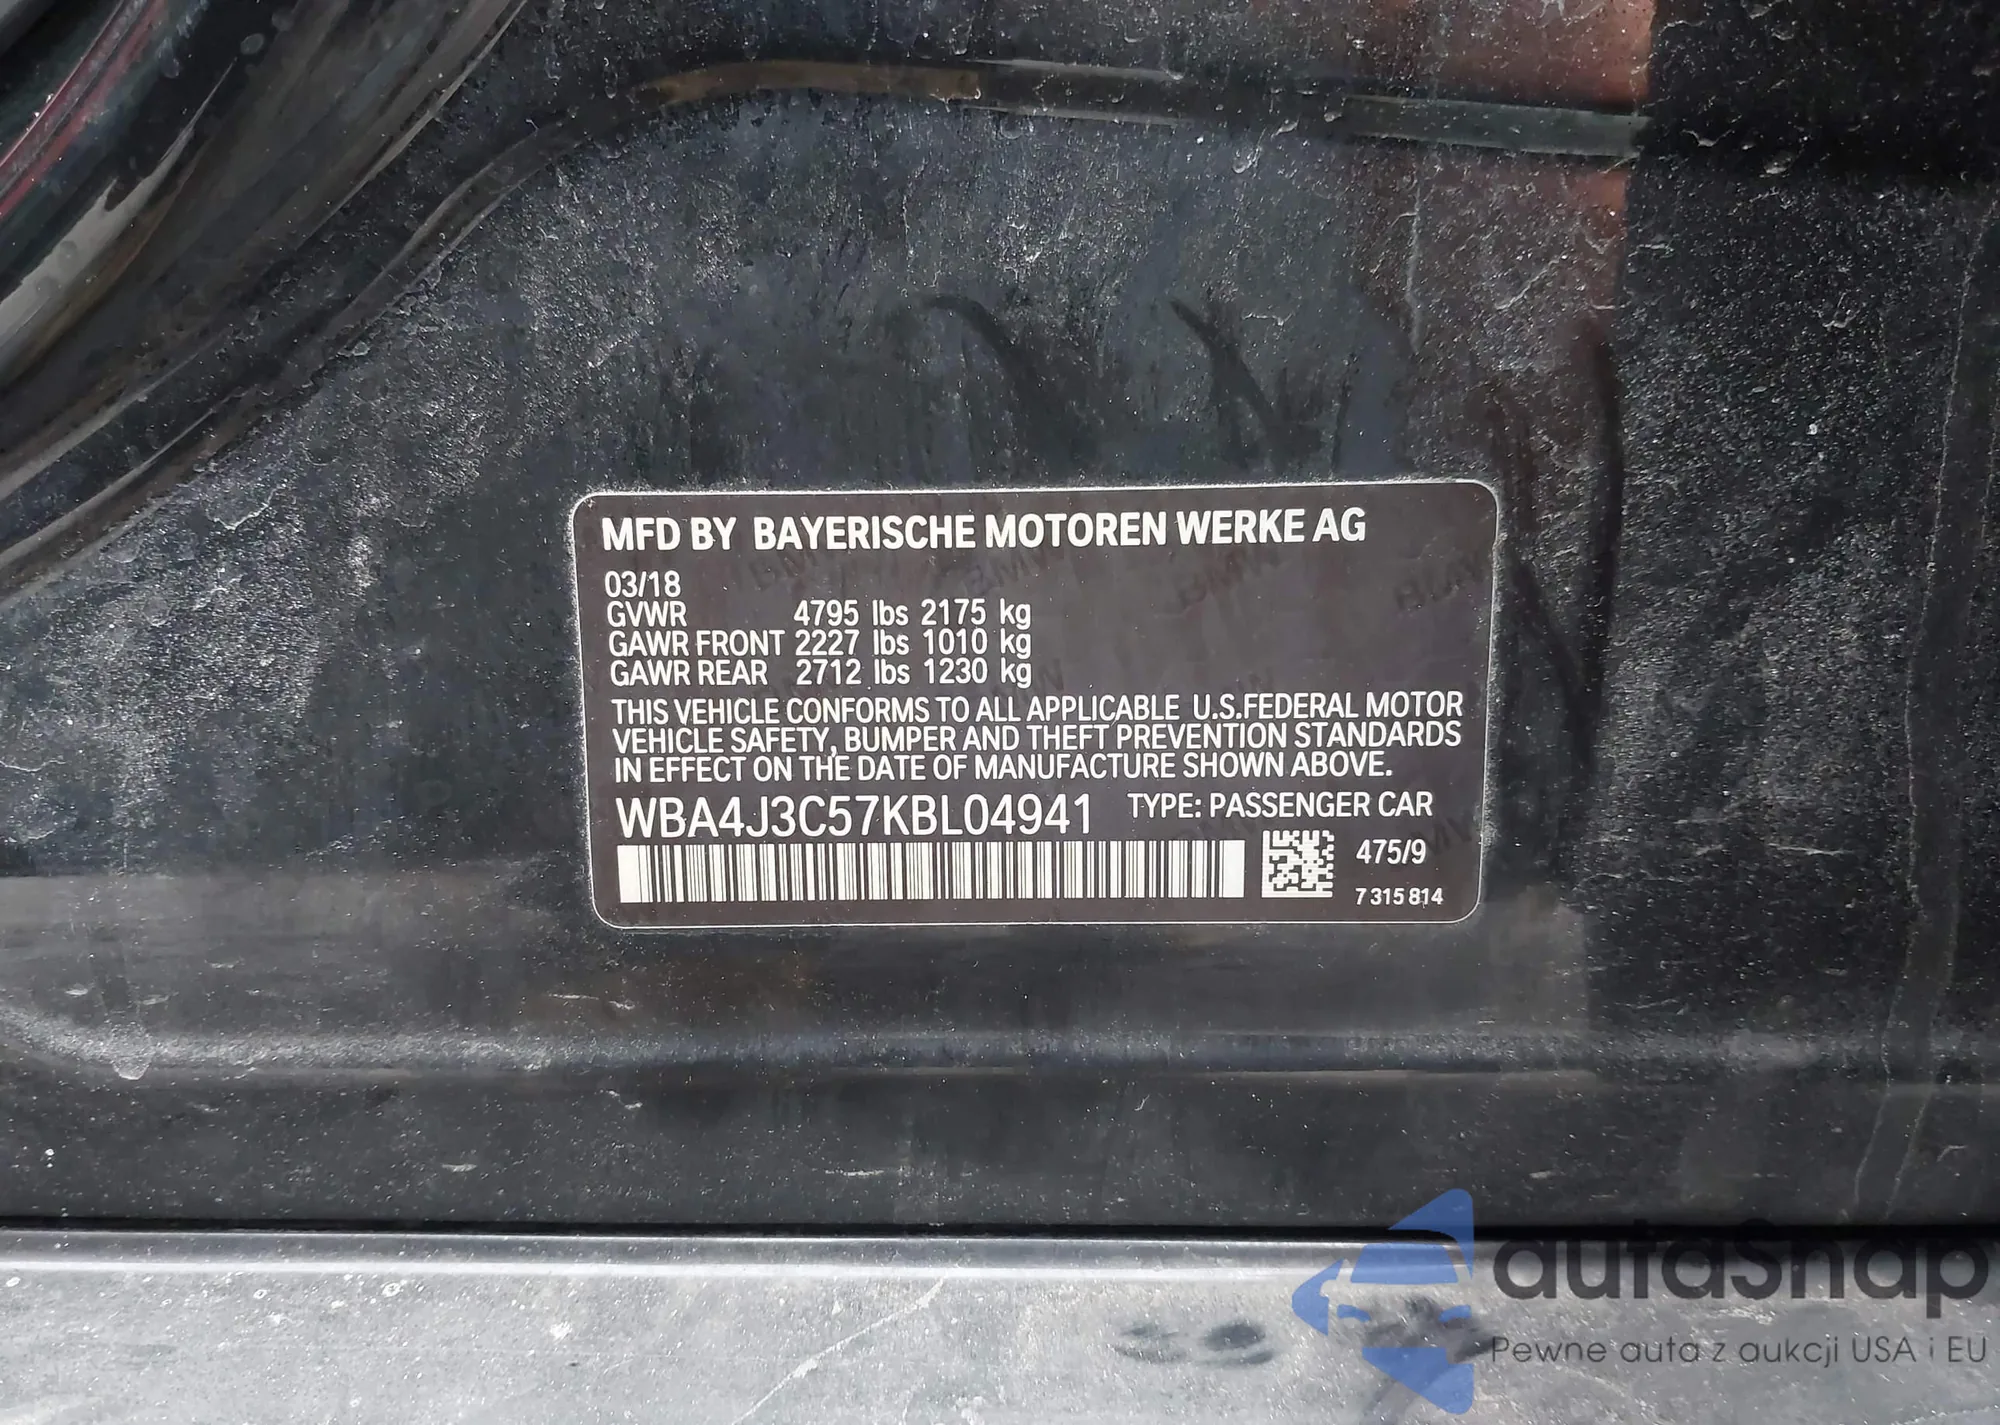 MFD BY BAYERISCHE MOTOREN WERKE AG
03/18
GVWR 4795 lbs 2175 kg
GAWR FRONT 2227 lbs 1010 kg
GAWR REAR 2712 lbs 1230 kg
THIS VEHICLE CONFORMS TO ALL APPLICABLE U.S.FEDERAL MOTOR
VEHICLE SAFETY, BUMPER AND THEFT PREVENTION STANDARDS
IN EFFECT ON THE DATE OF MANUFACTURE SHOWN ABOVE.
WBA4J3C57KBL04941 TYPE: PASSENGER CAR
475/9
7 315 814
autaSnap
Pewne auta z aukcji USA i EU